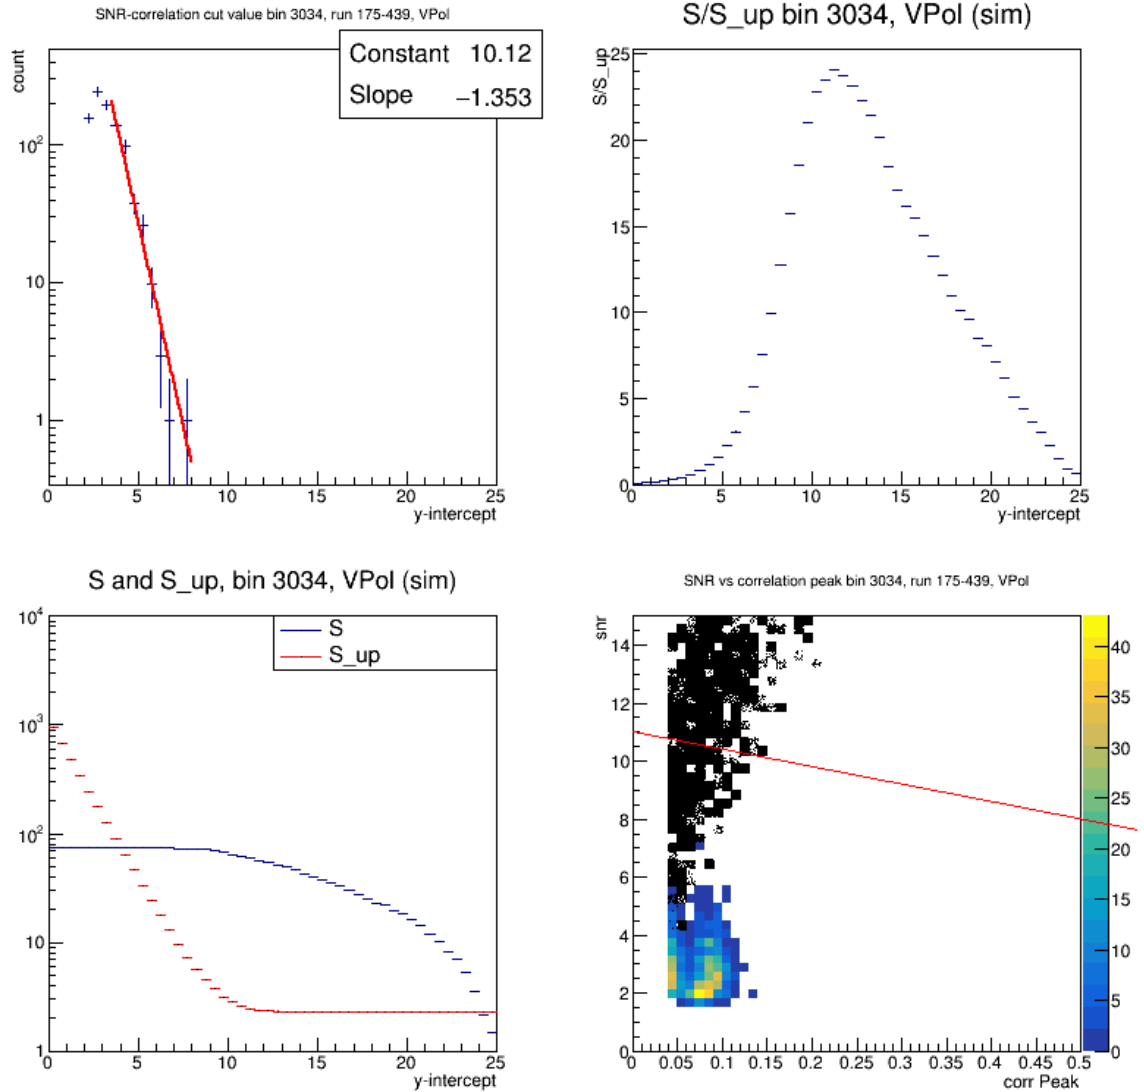 SNR-correlation cut value bin 3034, run 175-439, VPol
count
Constant 10.12
Slope −1.353
10²
10
1
0 5 10 15 20 25
y-intercept
S/S_up bin 3034, VPol (sim)
S/S_up
25
20
15
10
5
0
0 5 10 15 20 25
y-intercept
S and S_up, bin 3034, VPol (sim)
S
S_up
10⁴
10³
10²
10
1
0 5 10 15 20 25
y-intercept
SNR vs correlation peak bin 3034, run 175-439, VPol
snr
14
12
10
8
6
4
2
0
0 0.05 0.1 0.15 0.2 0.25 0.3 0.35 0.4 0.45 0.5
corr Peak
40
35
30
25
20
15
10
5
0